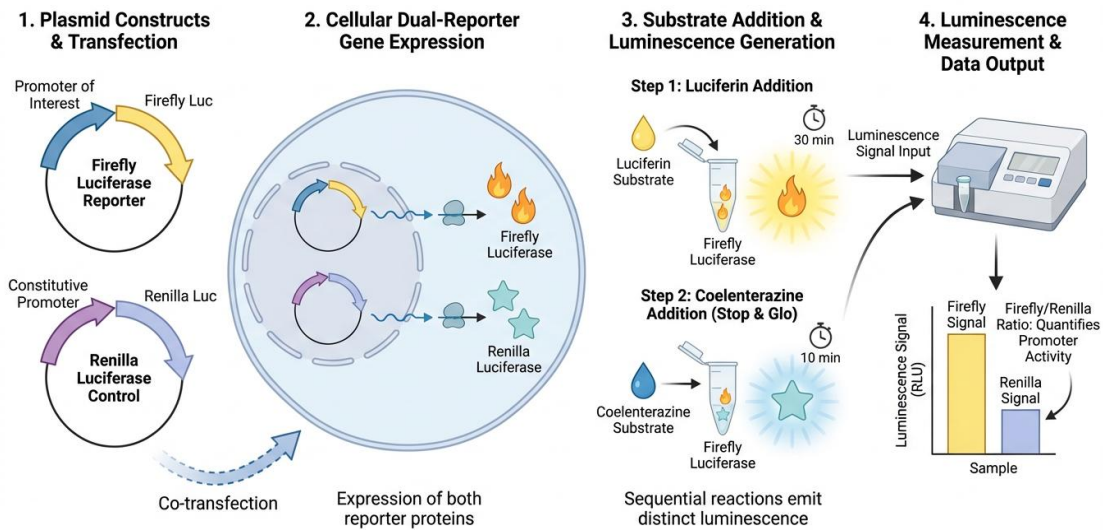 1. Plasmid Constructs
& Transfection
Promoter of
Interest
Firefly Luc
Firefly
Luciferase
Reporter
Constitutive
Promoter
Renilla Luc
Renilla
Luciferase
Control
Co-transfection
2. Cellular Dual-Reporter
Gene Expression
Firefly
Luciferase
Renilla
Luciferase
Expression of both
reporter proteins
3. Substrate Addition &
Luminescence Generation
Step 1: Luciferin Addition
30 min
Luciferin
Substrate
Firefly
Luciferase
Step 2: Coelenterazine
Addition (Stop & Glo)
10 min
Coelenterazine
Substrate
Firefly
Luciferase
Sequential reactions emit
distinct luminescence
4. Luminescence
Measurement &
Data Output
Luminescence
Signal Input
Luminescence Signal
(RLU)
Firefly
Signal
Firefly/Renilla
Ratio: Quantifies
Promoter
Activity
Renilla
Signal
Sample